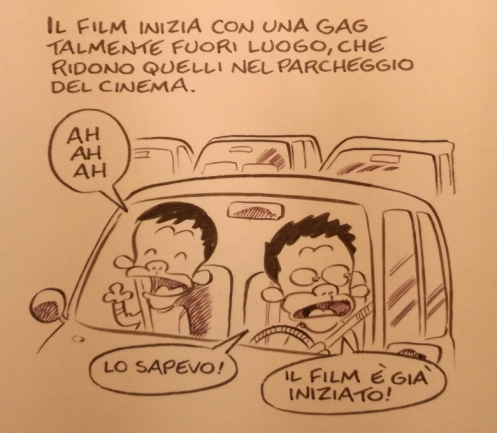 IL FILM INIZIA CON UNA GAG
TALMENTE FUORI LUOGO, CHE
RIDONO QUELLI NEL PARCHEGGIO
DEL CINEMA.
AH
AH
AH
LO SAPEVO!
IL FILM È GIÀ
INIZIATO!